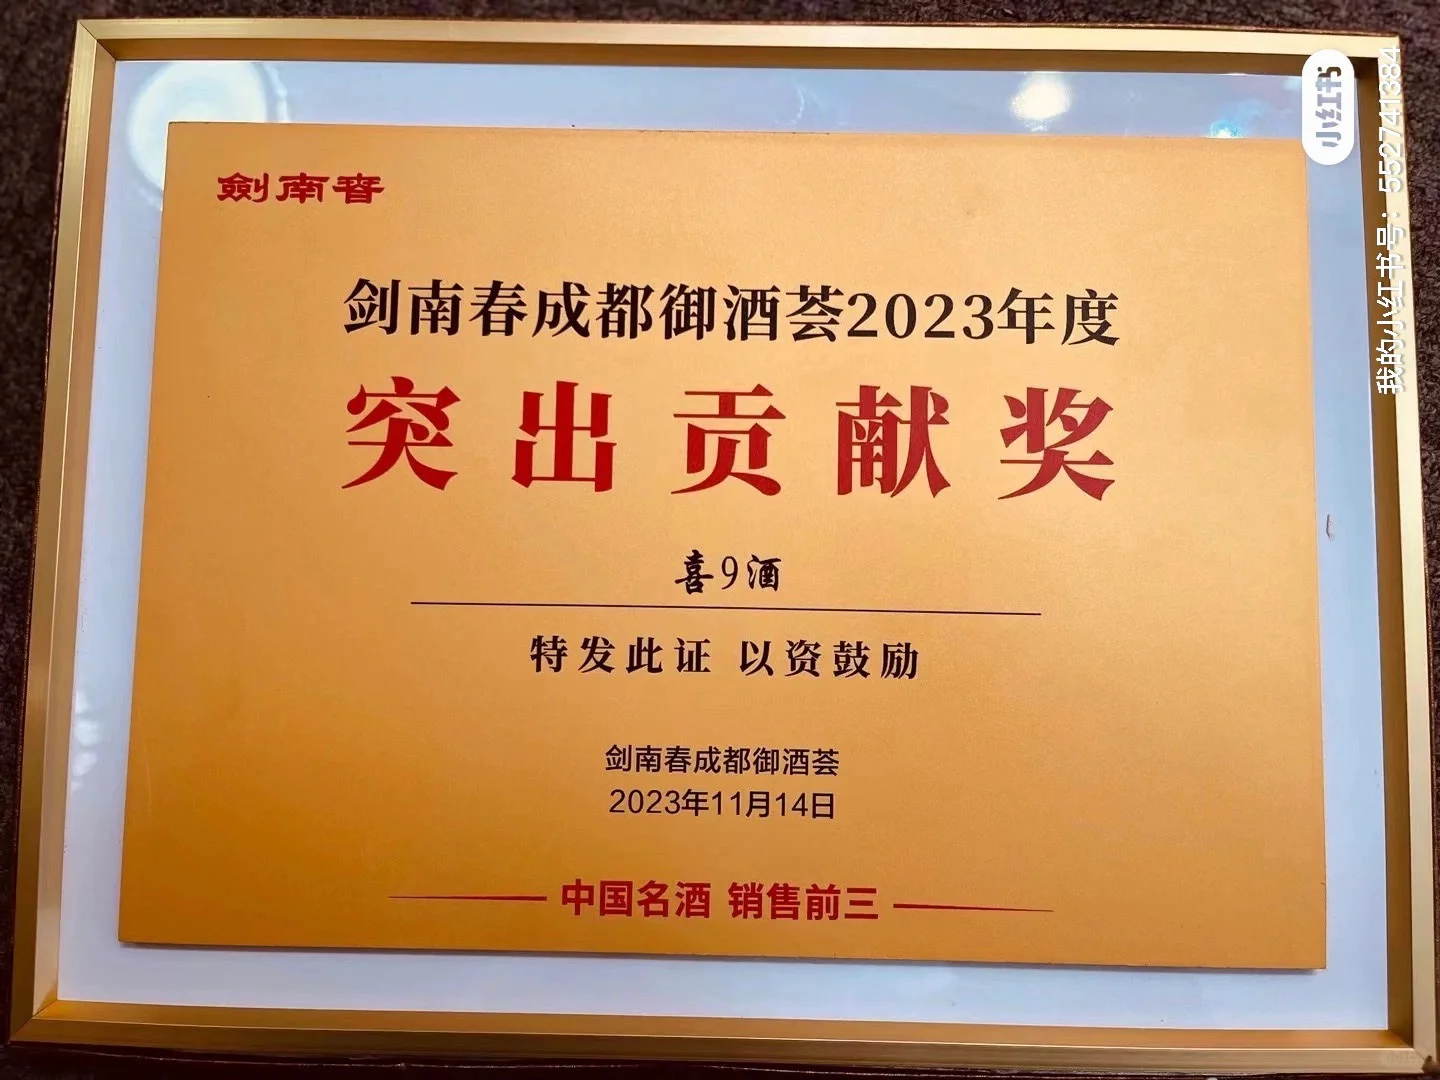 劍南春
剑南春成都御酒荟2023年度
突出贡献奖
喜9酒
特发此证 以资鼓励
剑南春成都御酒荟
2023年11月14日
中国名酒 销售前三
小红书
我的小红书号：552741384